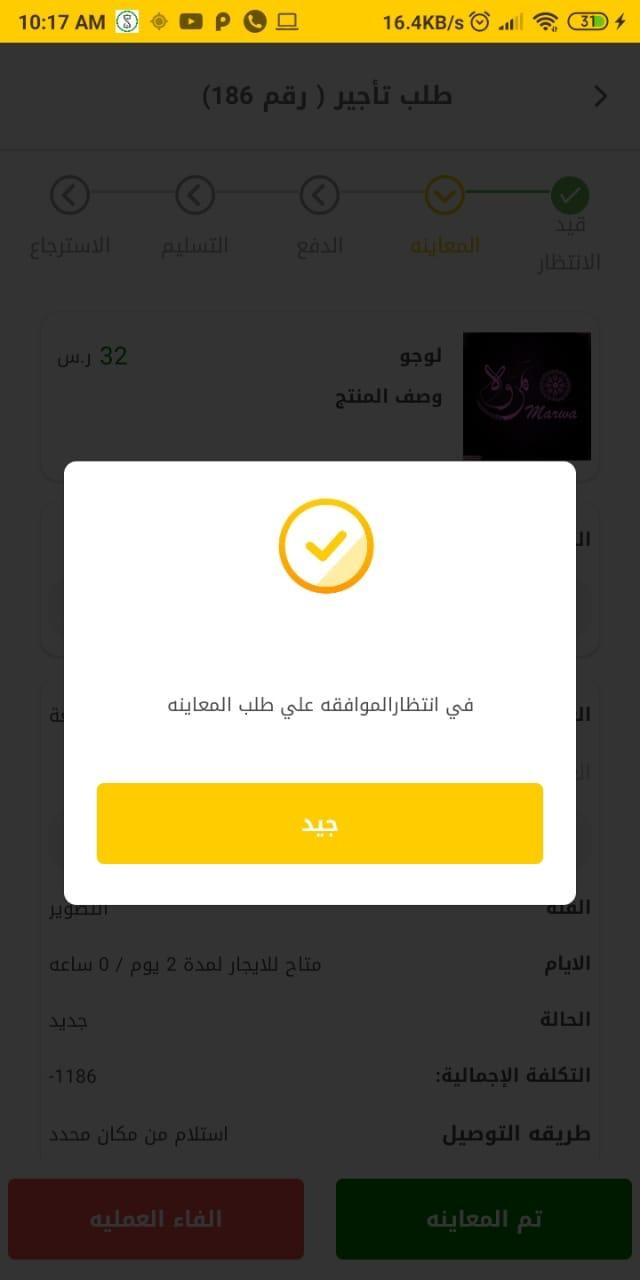 10:17 AM
16.4KB/s
31
طلب تأجير ( رقم 186)
قيد
الانتظار
المعاينه
الدفع
التسليم
الاسترجاع
لوجو
32 ر.س
وصف المنتج
Marwa
في انتظارالموافقه علي طلب المعاينه
جيد
الفئة
التصوير
الايام
متاح للايجار لمدة 2 يوم / 0 ساعه
الحالة
جديد
التكلفة الإجمالية:
-1186
طريقه التوصيل
استلام من مكان محدد
تم المعاينه
الفاء العمليه